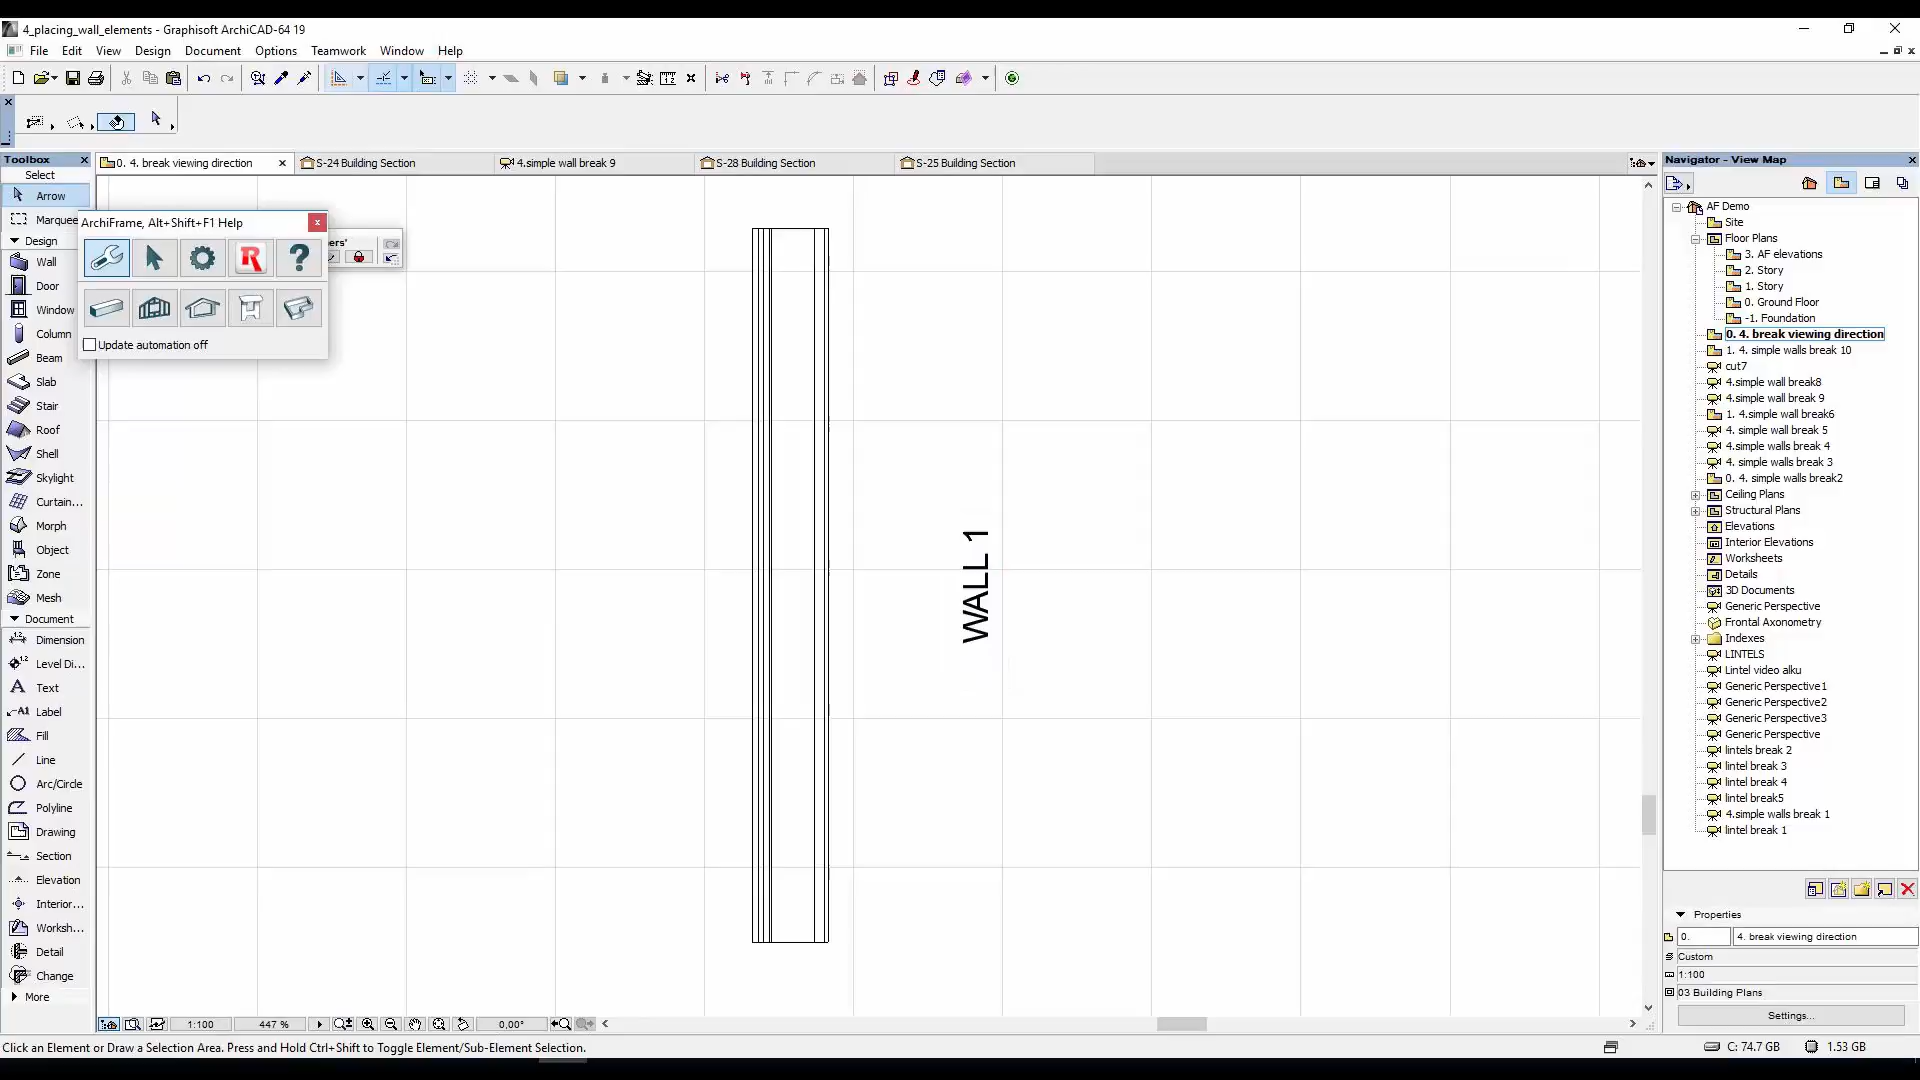 4_placing_wall_elements - Graphisoft ArchiCAD-64 19
File Edit View Design Document Options Teamwork Window Help
Toolbox
0. 4. break viewing direction
S-24 Building Section
4.simple wall break 9
S-28 Building Section
S-25 Building Section
Select
Arrow
Marquee
Design
Wall
Door
Window
Column
Beam
Slab
Stair
Roof
Shell
Skylight
Curtain...
Morph
Object
Zone
Mesh
Document
Dimension
Level Di...
Text
Label
Fill
Line
Arc/Circle
Polyline
Drawing
Section
Elevation
Interior...
Worksh...
Detail
Change
More
ArchiFrame, Alt+Shift+F1 Help
ers'
Update automation off
WALL 1
Navigator - View Map
AF Demo
Site
Floor Plans
3. AF elevations
2. Story
1. Story
0. Ground Floor
-1. Foundation
0. 4. break viewing direction
1. 4. simple walls break 10
cut7
4.simple wall break8
4.simple wall break 9
1. 4.simple wall break6
4. simple wall break 5
4.simple wall break 4
4. simple walls break 3
0. 4. simple walls break2
Ceiling Plans
Structural Plans
Elevations
Interior Elevations
Worksheets
Details
3D Documents
Generic Perspective
Frontal Axonometry
Indexes
LINTELS
Lintel video alku
Generic Perspective1
Generic Perspective2
Generic Perspective3
Generic Perspective
lintels break 2
lintel break 3
lintel break 4
lintel break5
4.simple walls break 1
lintel break 1
Properties
0.
4. break viewing direction
Custom
1:100
03 Building Plans
Settings...
1:100
447 %
0,00°
Click an Element or Draw a Selection Area. Press and Hold Ctrl+Shift to Toggle Element/Sub-Element Selection.
C: 74.7 GB
1.53 GB